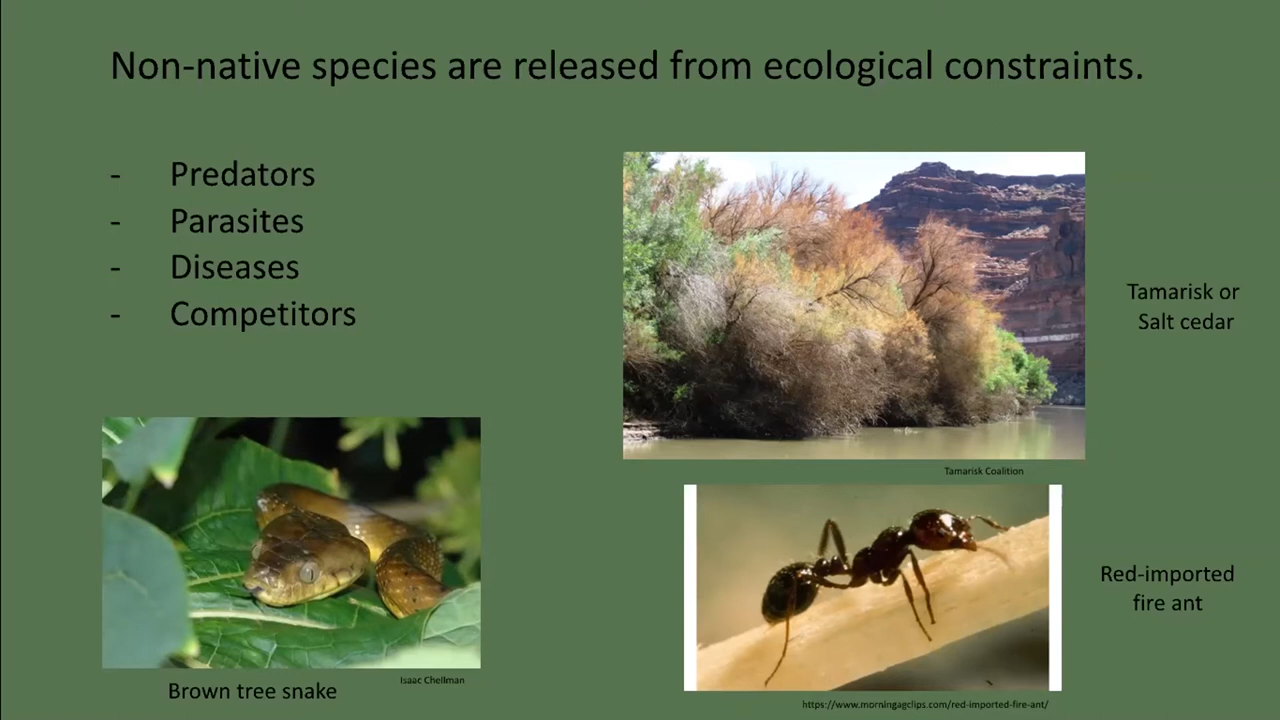 Non-native species are released from ecological constraints.
- Predators
- Parasites
- Diseases
- Competitors
Tamarisk or
Salt cedar
Tamarisk Coalition
Red-imported
fire ant
Isaac Chellman
Brown tree snake
https://www.morningagclips.com/red-imported-fire-ant/